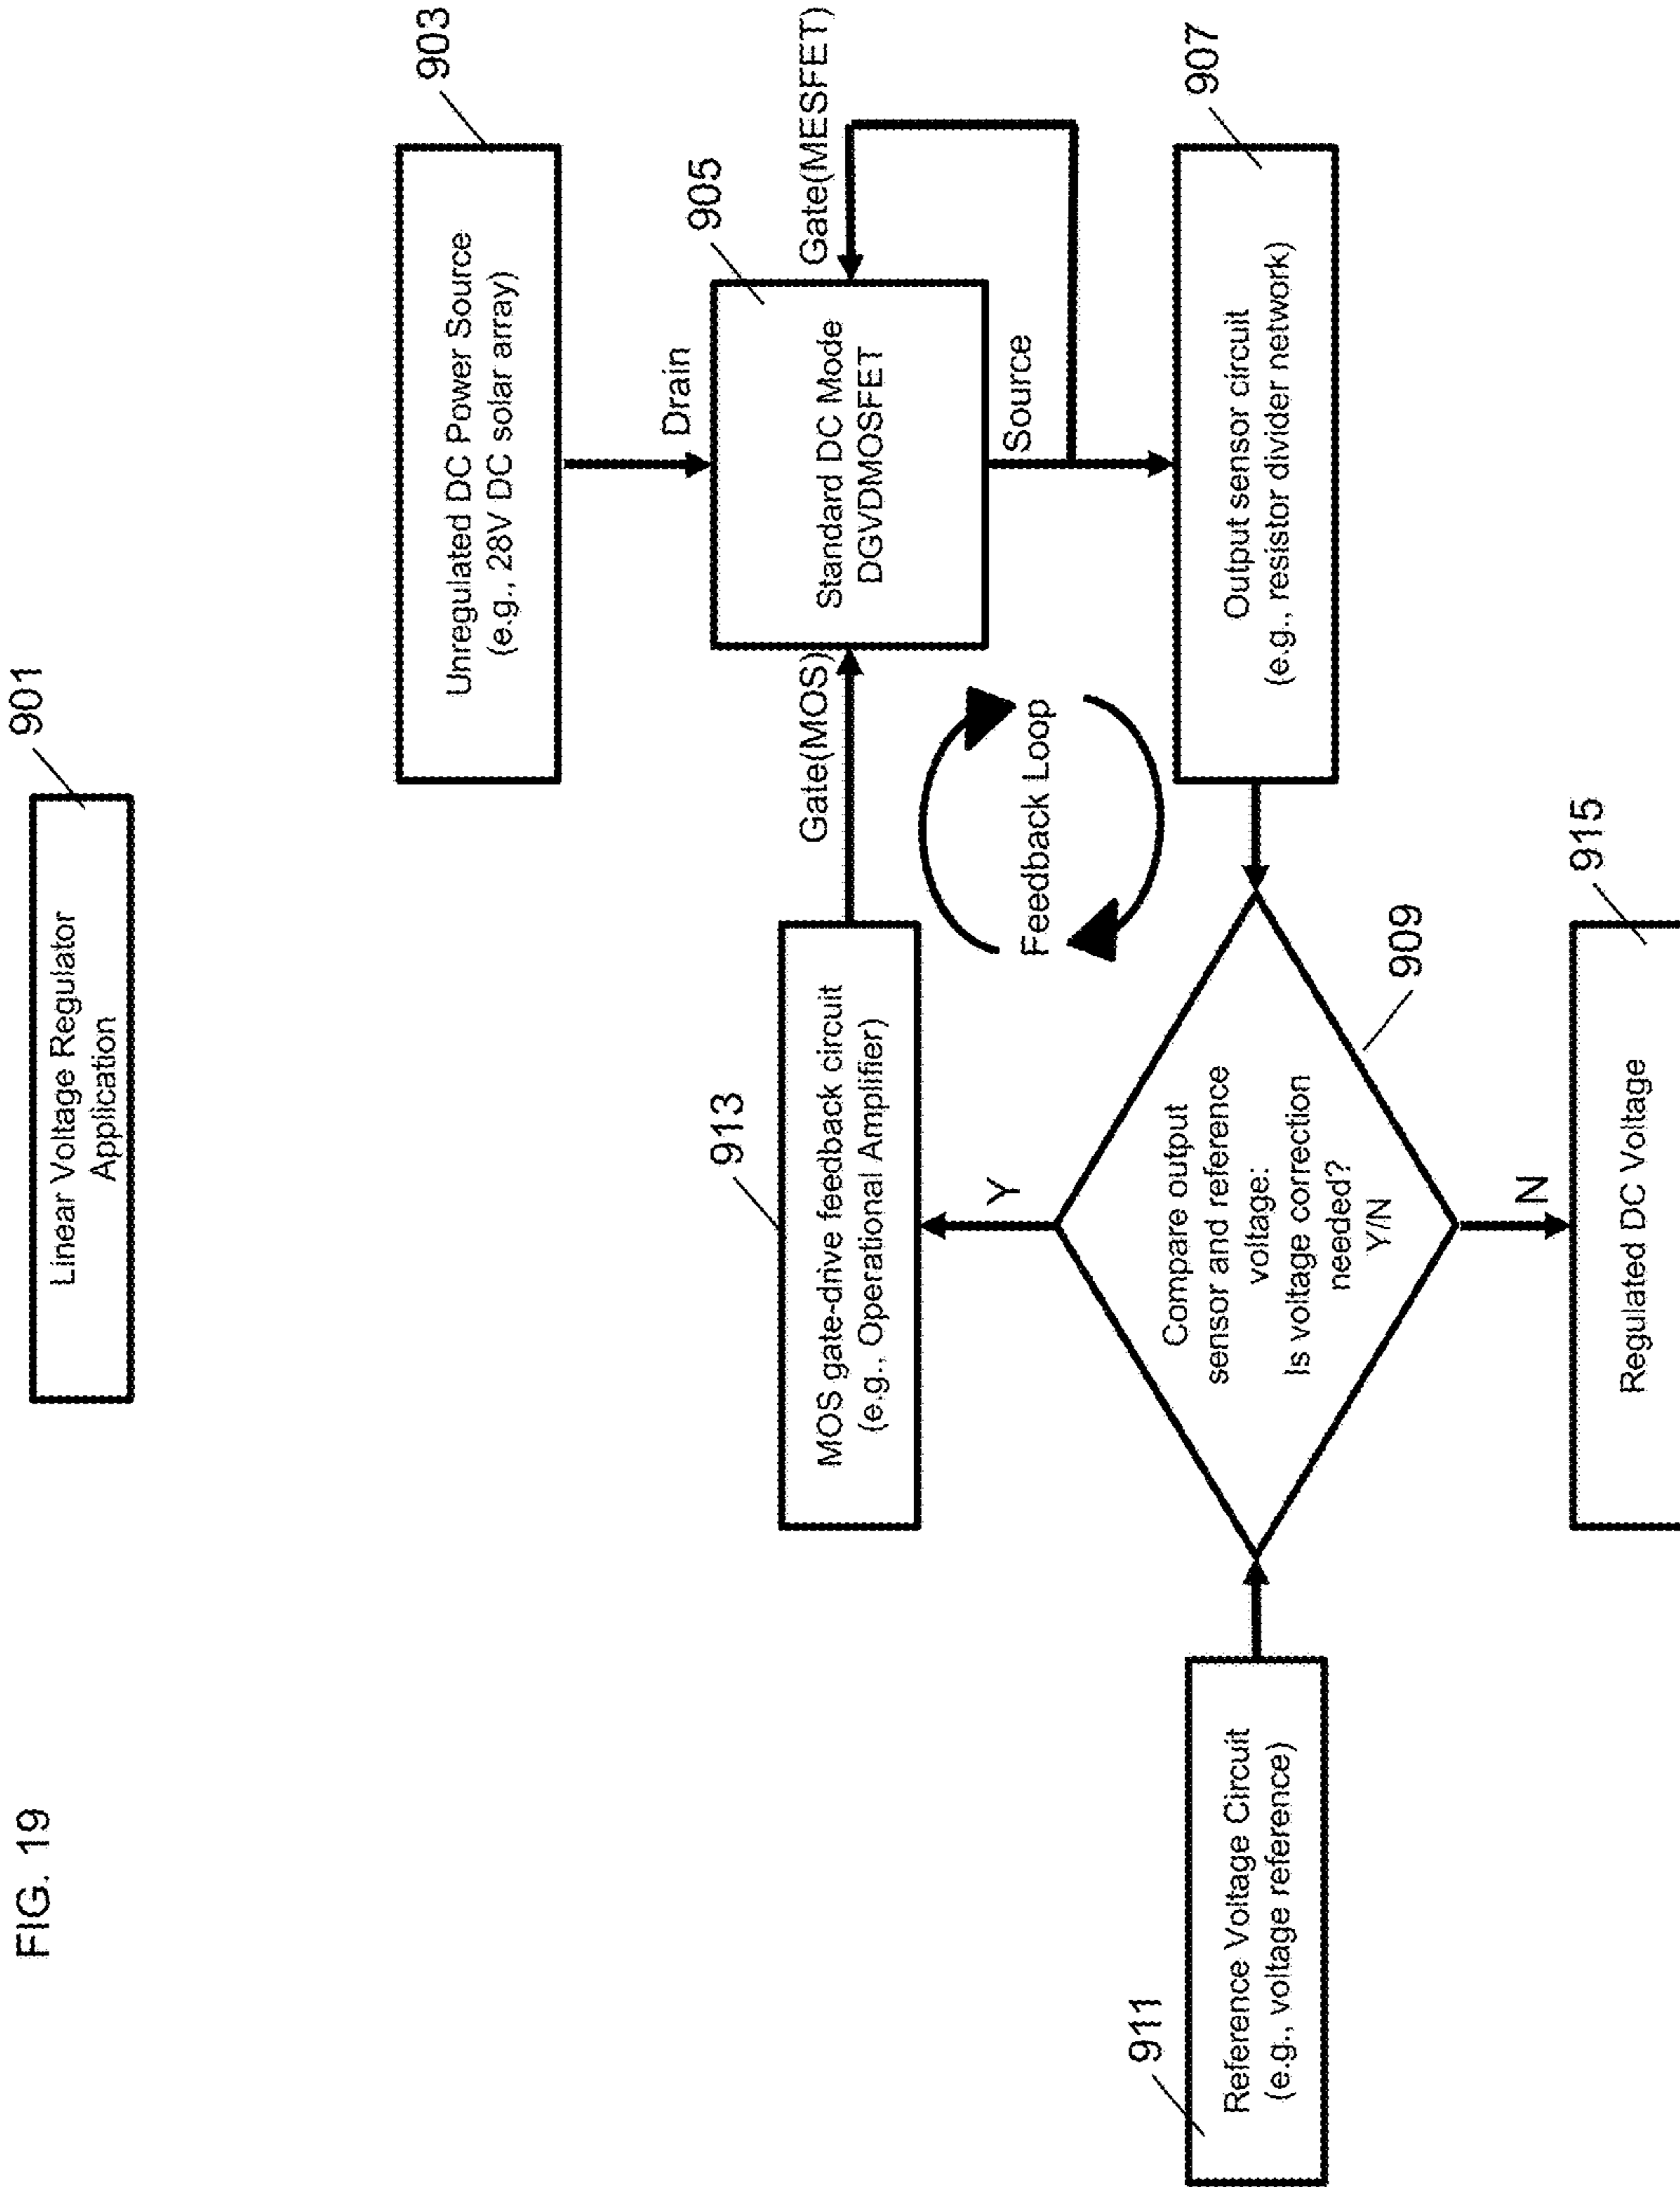 FIG. 19
901
Linear Voltage Regulator
Application
903
Unregulated DC Power Source
(e.g., 28V DC solar array)
Drain
905
Gate(MOS)
Gate(MESFET)
Standard DC Mode
DGVDMOSFET
Source
913
MOS gate-drive feedback circuit
(e.g., Operational Amplifier)
Feedback Loop
907
Output sensor circuit
(e.g., resistor divider network)
Y
911
Reference Voltage Circuit
(e.g., voltage reference)
Compare output
sensor and reference
voltage:
Is voltage correction
needed?
Y/N
909
N
915
Regulated DC Voltage